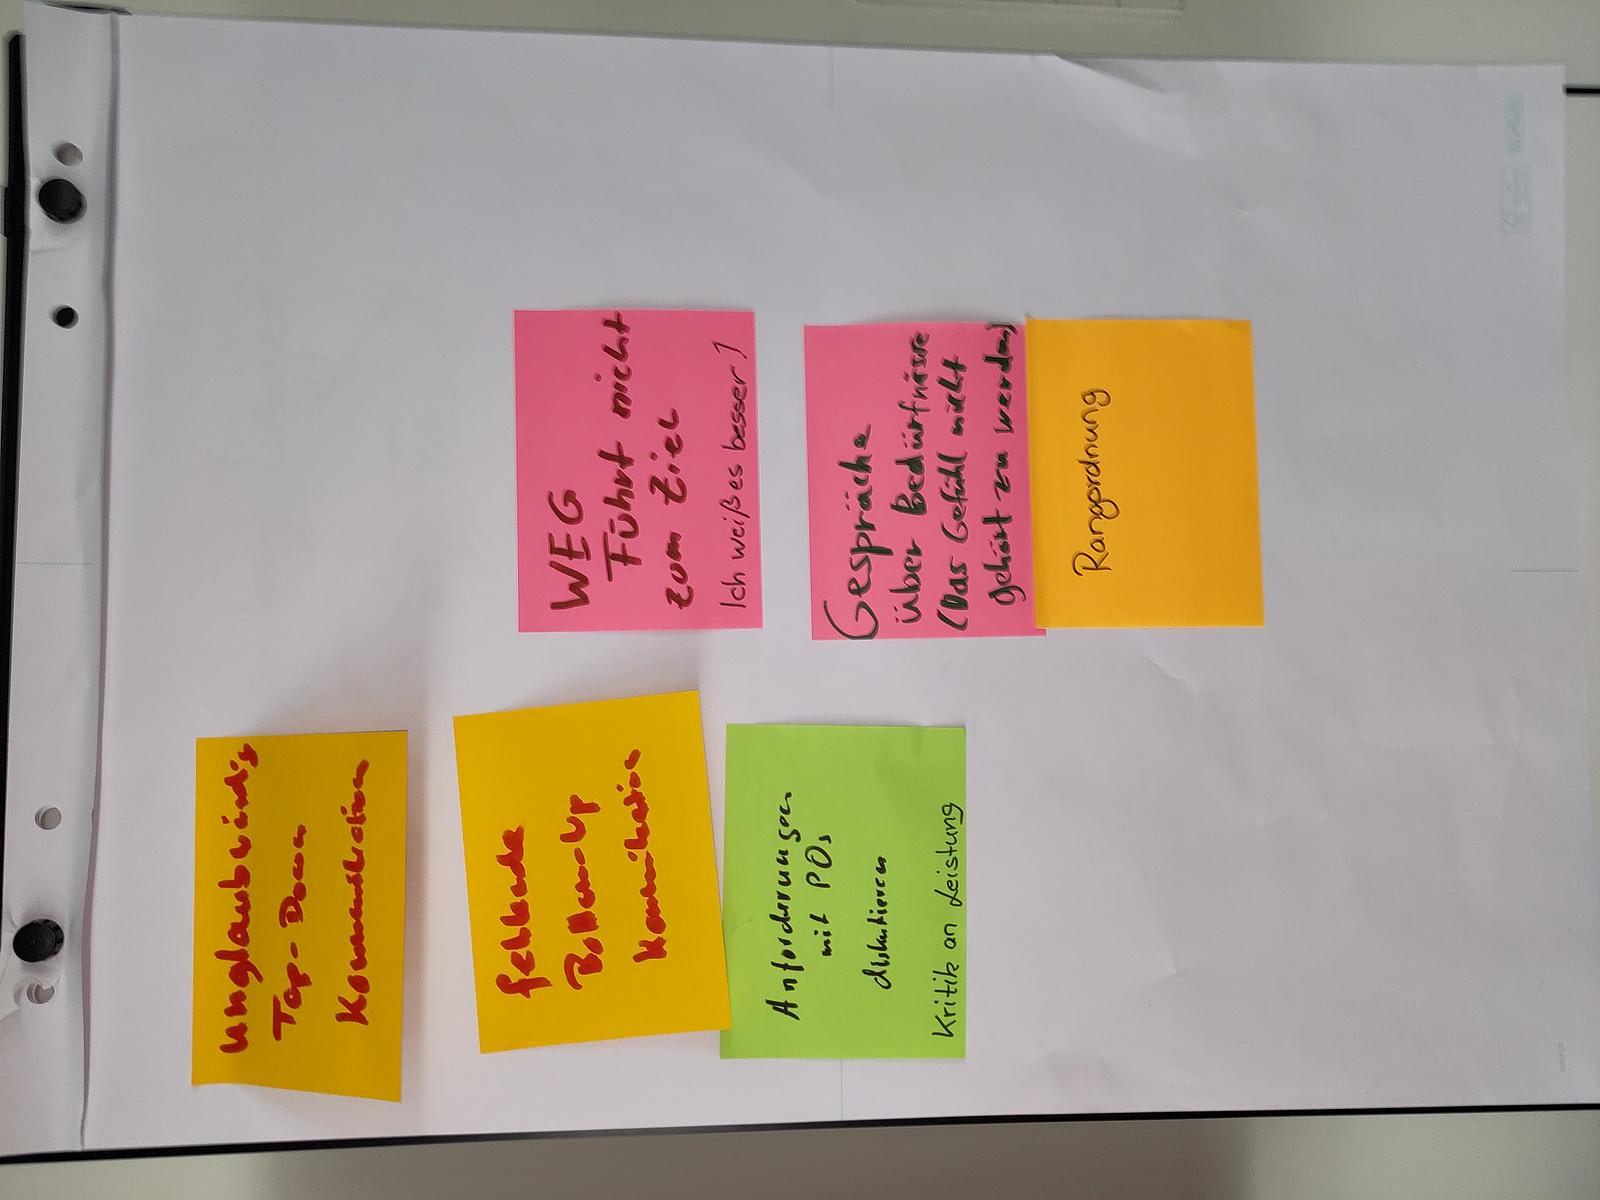 unglaubwürdig
Top-Down
Kommunikation
fehlende
Bottom-Up
Kommunikation
Anforderungen
mit POs
diskutieren
Kritik an Leistung
WEG
Führt nicht
zum Ziel
Ich weiß es besser!
Gespräche
über Bedürfnisse
(Das Gefühl nicht
gehört zu werden)
Rangordnung